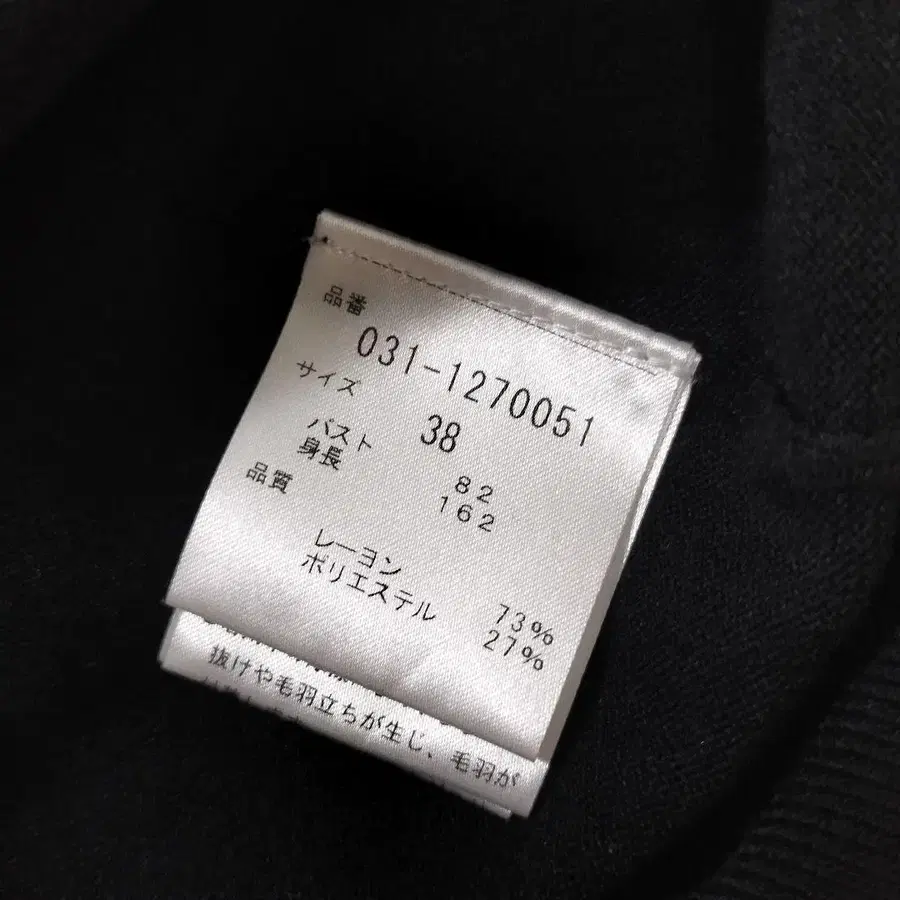 品番
031-1270051
サイズ
38
バスト 82
身長 162
品質
レーヨン 73%
ポリエステル 27%
抜けや毛羽立ちが生じ、毛羽が